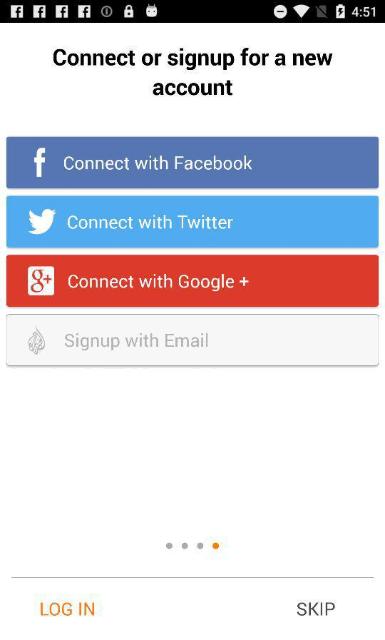 4:51
Connect or signup for a new
account
Connect with Facebook
Connect with Twitter
g+ Connect with Google +
Signup with Email
LOG IN
SKIP